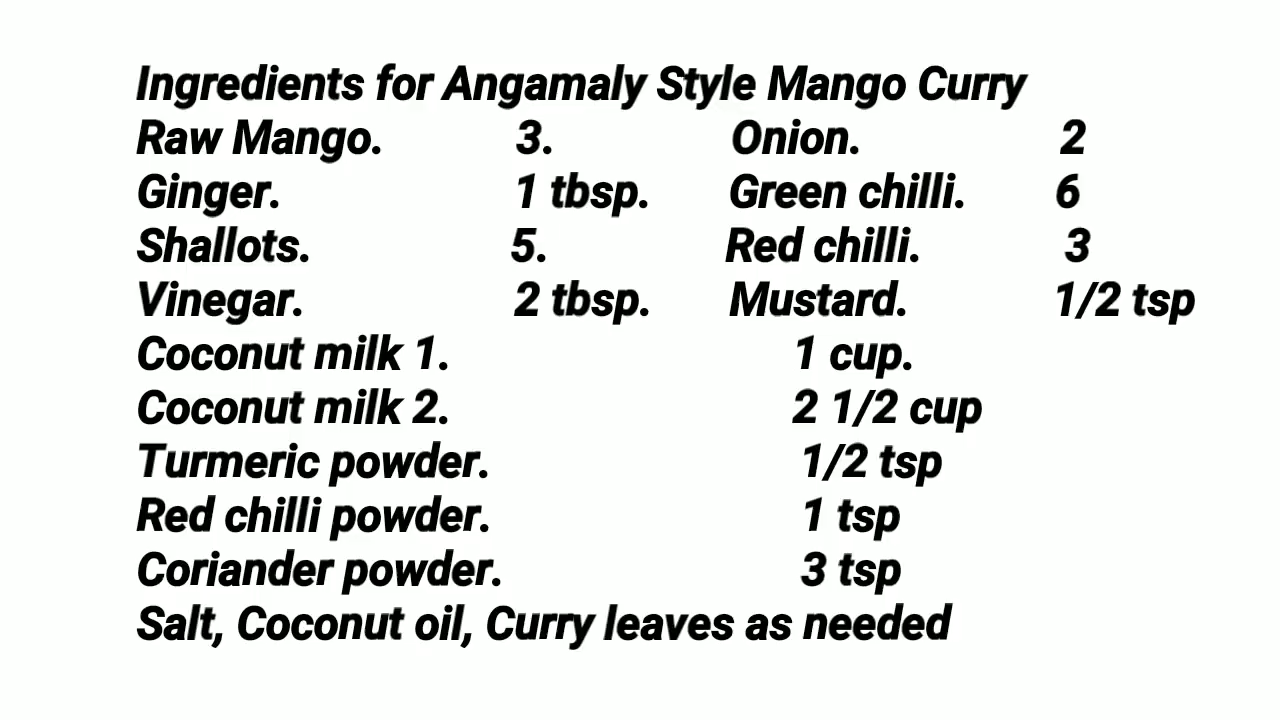 Ingredients for Angamaly Style Mango Curry
Raw Mango. 3. Onion. 2
Ginger. 1 tbsp. Green chilli. 6
Shallots. 5. Red chilli. 3
Vinegar. 2 tbsp. Mustard. 1/2 tsp
Coconut milk 1. 1 cup.
Coconut milk 2. 2 1/2 cup
Turmeric powder. 1/2 tsp
Red chilli powder. 1 tsp
Coriander powder. 3 tsp
Salt, Coconut oil, Curry leaves as needed